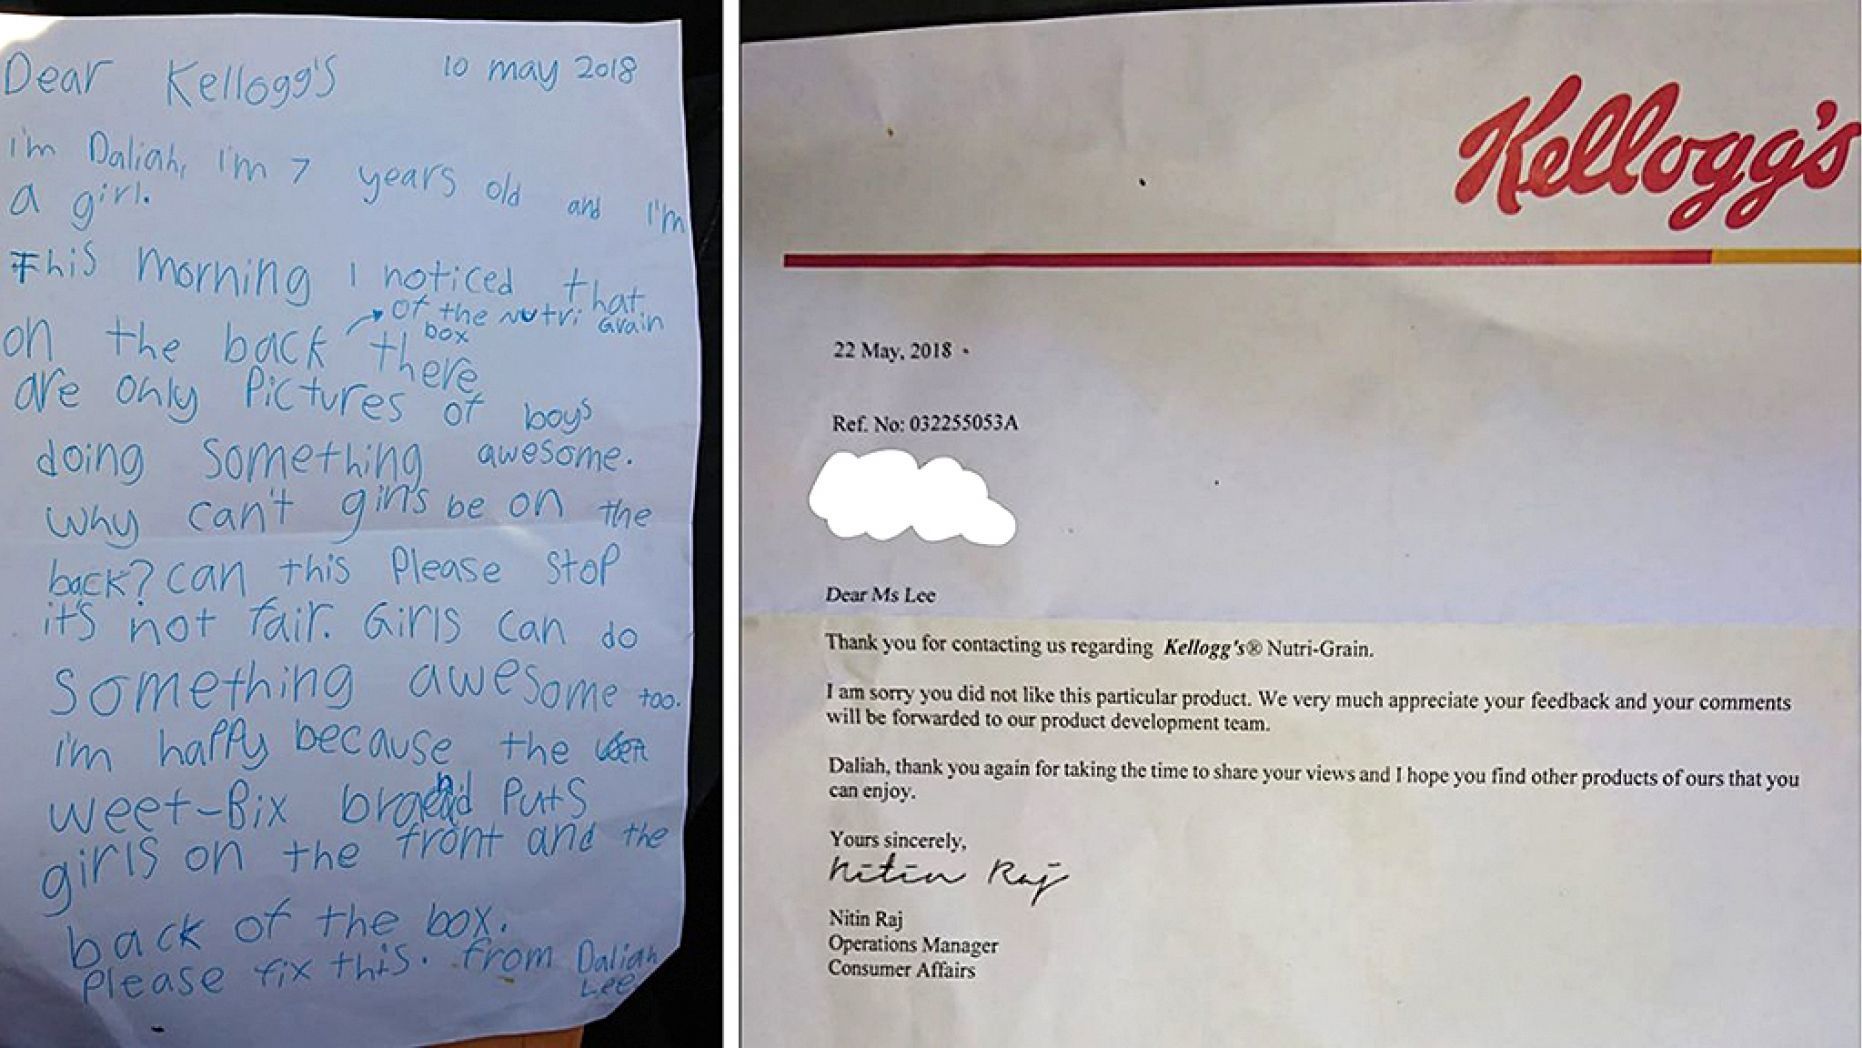 Dear Kellogg's 10 may 2018
i'm Daliah, I'm 7 years old and I'm
a girl.
This morning I noticed that
of the Nutri Grain
on the back box there
are only Pictures of boys
doing something awesome.
why can't girls be on the
back? can this Please stop
it's not fair. Girls can do
something awesome too.
i'm happy because the
weet-Bix brand Puts
girls on the front and the
back of the box.
Please fix this. from Daliah
Lee
Kellogg's
22 May, 2018
Ref. No: 032255053A
Dear Ms Lee
Thank you for contacting us regarding Kellogg's® Nutri-Grain.
I am sorry you did not like this particular product. We very much appreciate your feedback and your comments
will be forwarded to our product development team.
Daliah, thank you again for taking the time to share your views and I hope you find other products of ours that you
can enjoy.
Yours sincerely,
Nitin Raj
Nitin Raj
Operations Manager
Consumer Affairs